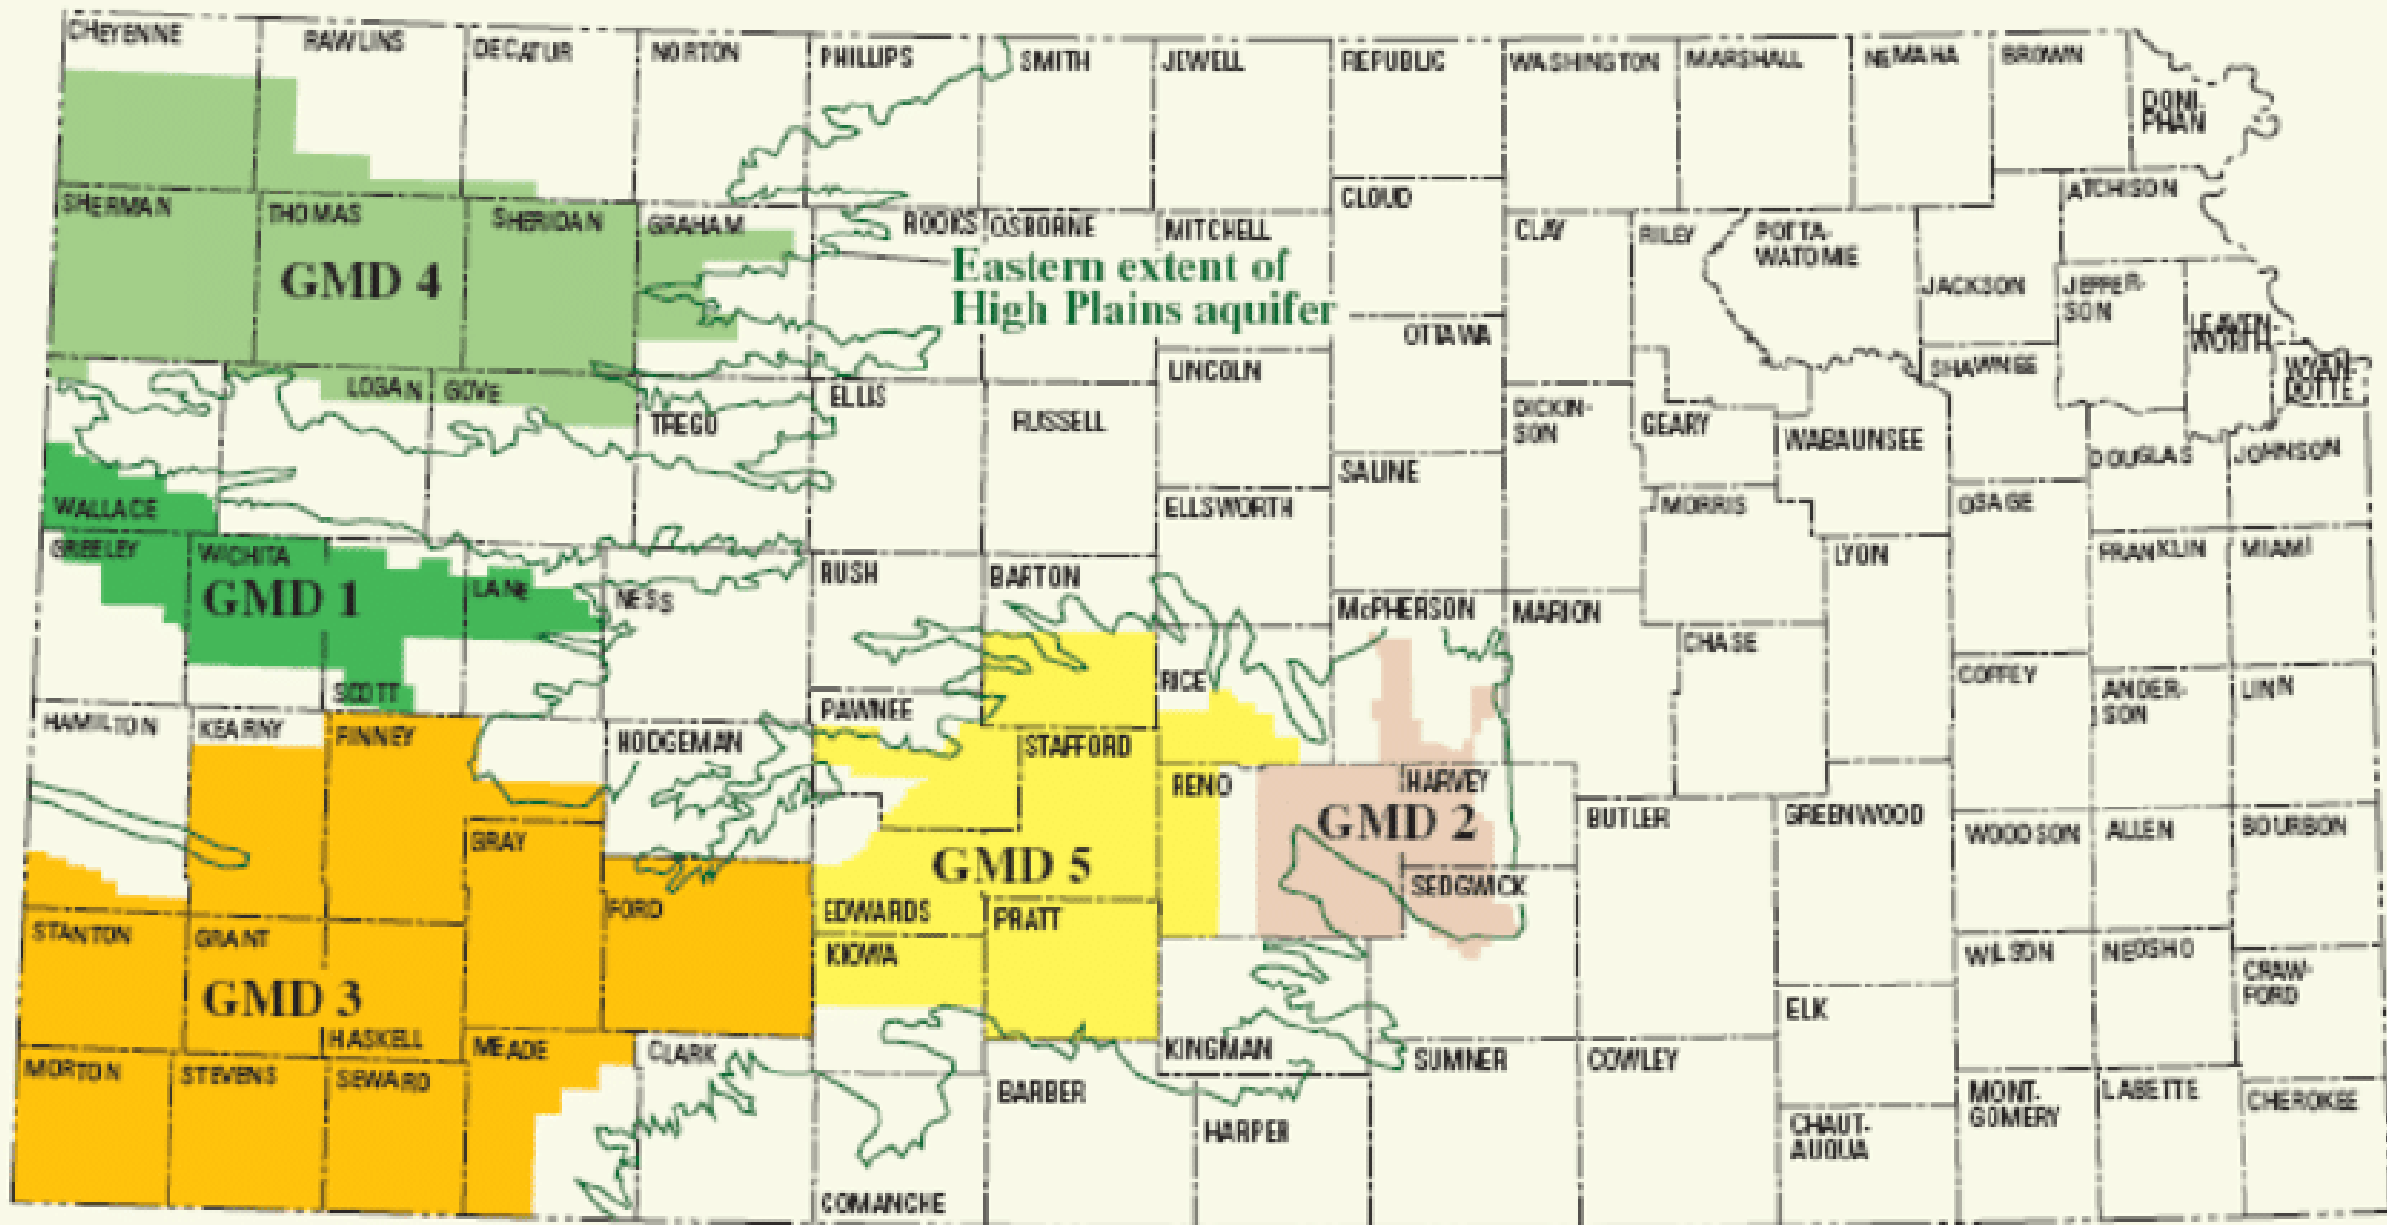 CHEYENNE
RAWLINS
DECATUR
NORTON
PHILLIPS
SMITH
JEWELL
REPUBLIC
WASHINGTON
MARSHALL
NEMAHA
BROWN
DONI-
PHAN
SHERMAN
THOMAS
SHERIDAN
GRAHAM
ROOKS
OSBORNE
MITCHELL
CLOUD
CLAY
RILEY
POTTA-
WATOMIE
JACKSON
ATCHISON
JEFFER-
SON
LEAVEN-
WORTH
WYAN-
DOTTE
GMD 4
Eastern extent of
High Plains aquifer
OTTAWA
LINCOLN
SHAWNEE
LOGAN
GOVE
TREGO
ELLIS
RUSSELL
DICKIN-
SON
GEARY
WABAUNSEE
DOUGLAS
JOHNSON
SALINE
WALLACE
ELLSWORTH
MORRIS
OSAGE
GREELEY
WICHITA
LANE
NESS
RUSH
BARTON
LYON
FRANKLIN
MIAMI
GMD 1
McPHERSON
MARION
CHASE
SCOTT
RICE
COFFEY
ANDER-
SON
LINN
HAMILTON
KEARNY
FINNEY
HODGEMAN
PAWNEE
STAFFORD
RENO
HARVEY
GMD 2
BUTLER
GREENWOOD
WOODSON
ALLEN
BOURBON
GRAY
GMD 5
SEDGWICK
FORD
EDWARDS
PRATT
STANTON
GRANT
KIOWA
WILSON
NEOSHO
CRAW-
FORD
GMD 3
HASKELL
ELK
MEADE
CLARK
KINGMAN
SUMNER
COWLEY
MORTON
STEVENS
SEWARD
BARBER
HARPER
MONT-
GOMERY
LABETTE
CHEROKEE
CHAUT-
AUQUA
COMANCHE